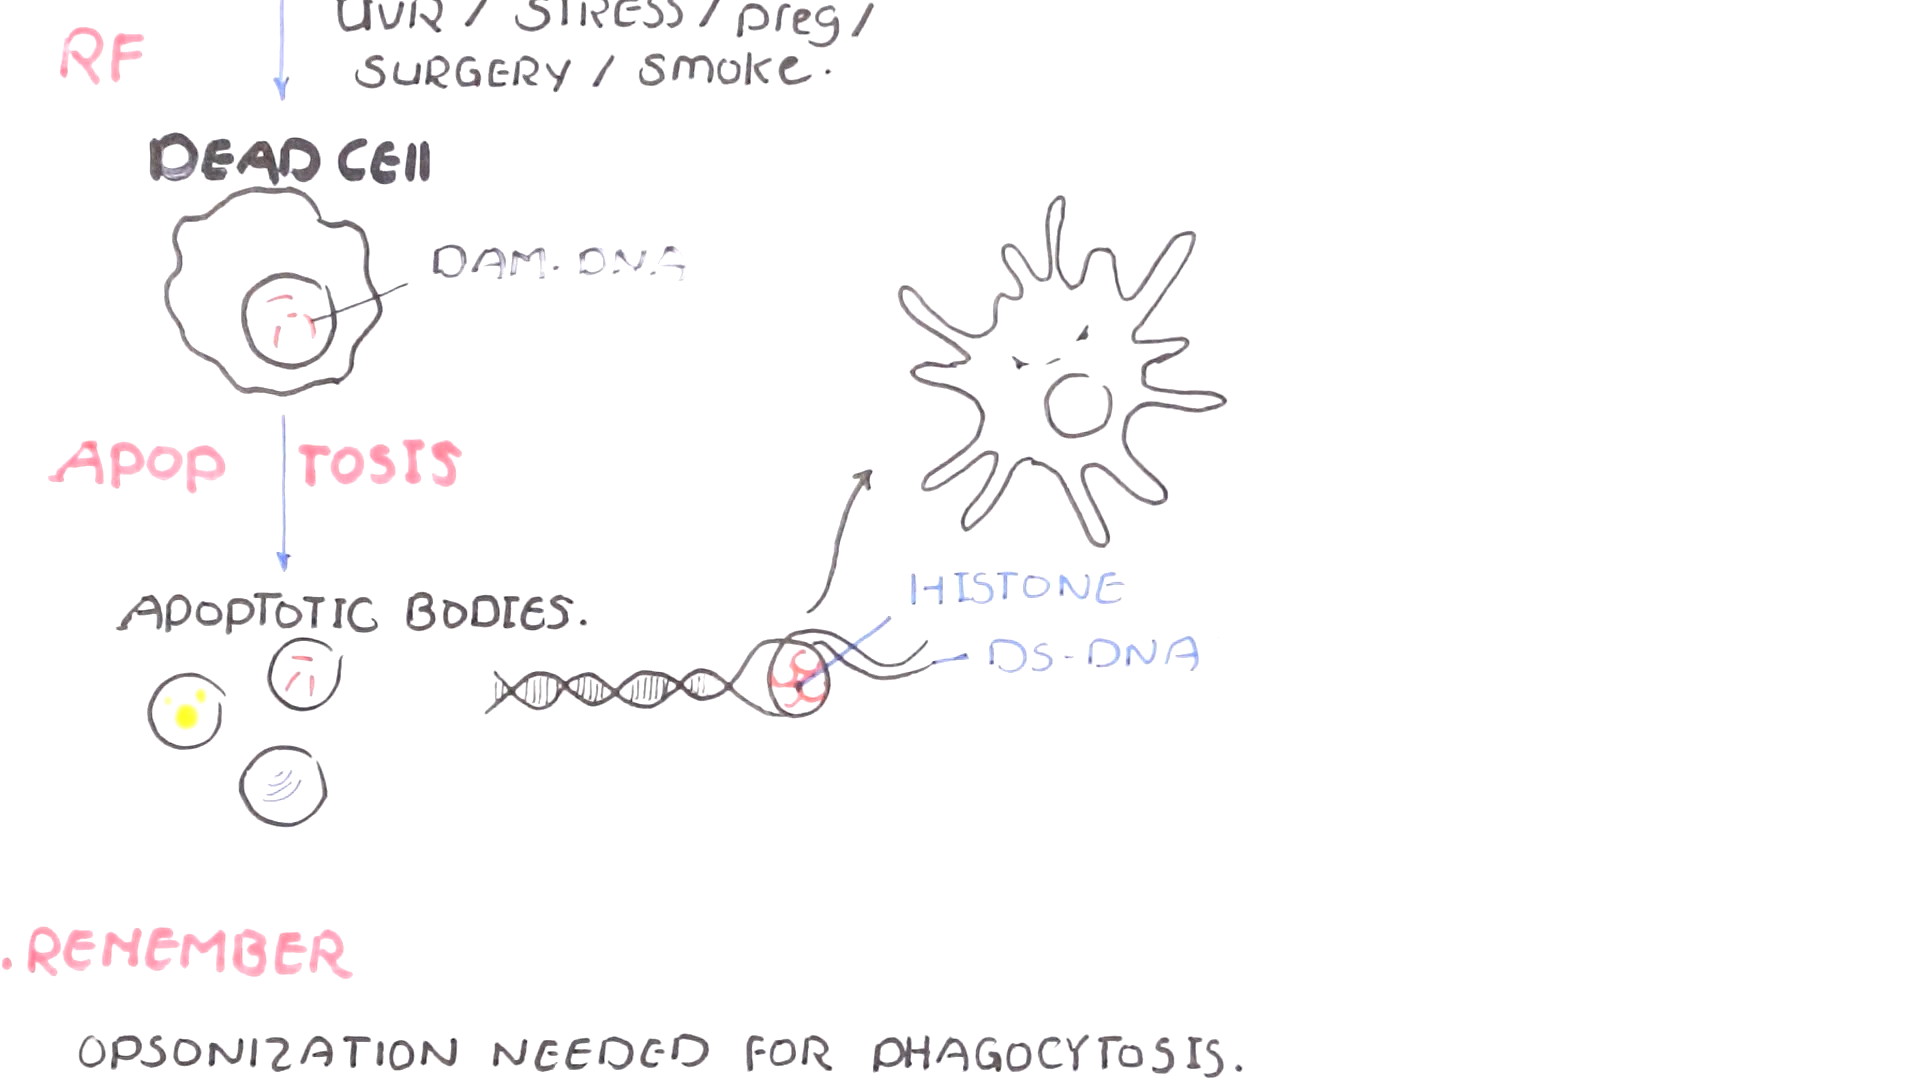 UVR / STRESS / preg /
RF
SURGERY / smoke.
DEAD CEll
DAM. DNA
APOP TOSIS
HISTONE
APOPTOTIC BODIES.
DS-DNA
.REMEMBER
OPSONIZATION NEEDED FOR PHAGOCYTOSIS.